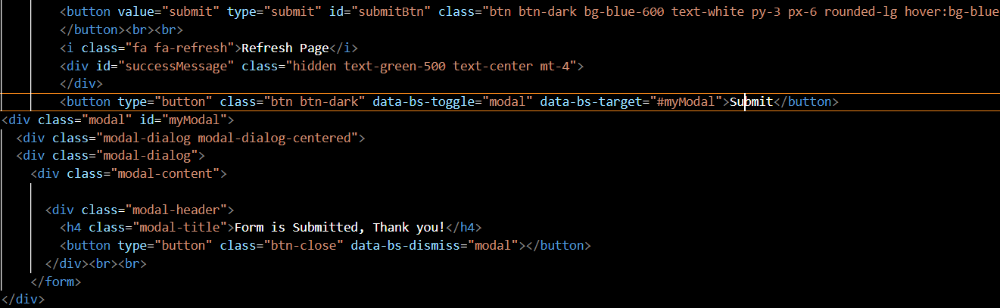 <button value="submit" type="submit" id="submitBtn" class="btn btn-dark bg-blue-600 text-white py-3 px-6 rounded-lg hover:bg-blue
</button><br><br>
<i class="fa fa-refresh">Refresh Page</i>
<div id="successMessage" class="hidden text-green-500 text-center mt-4">
</div>
<button type="button" class="btn btn-dark" data-bs-toggle="modal" data-bs-target="#myModal">Submit</button>
<div class="modal" id="myModal">
<div class="modal-dialog modal-dialog-centered">
<div class="modal-dialog">
<div class="modal-content">
<div class="modal-header">
<h4 class="modal-title">Form is Submitted, Thank you!</h4>
<button type="button" class="btn-close" data-bs-dismiss="modal"></button>
</div><br><br>
</form>
</div>